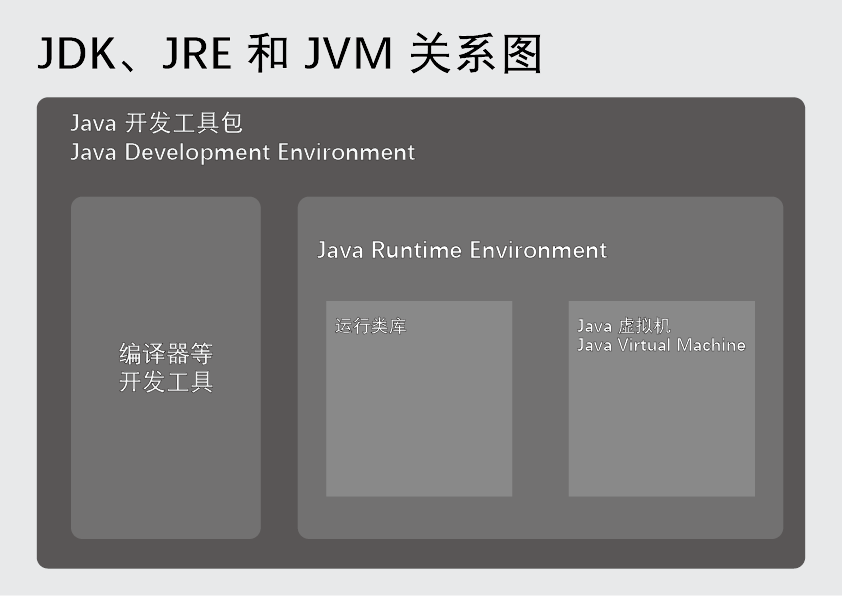 JDK、JRE 和 JVM 关系图
Java 开发工具包
Java Development Environment
编译器等
开发工具
Java Runtime Environment
运行类库
Java 虚拟机
Java Virtual Machine